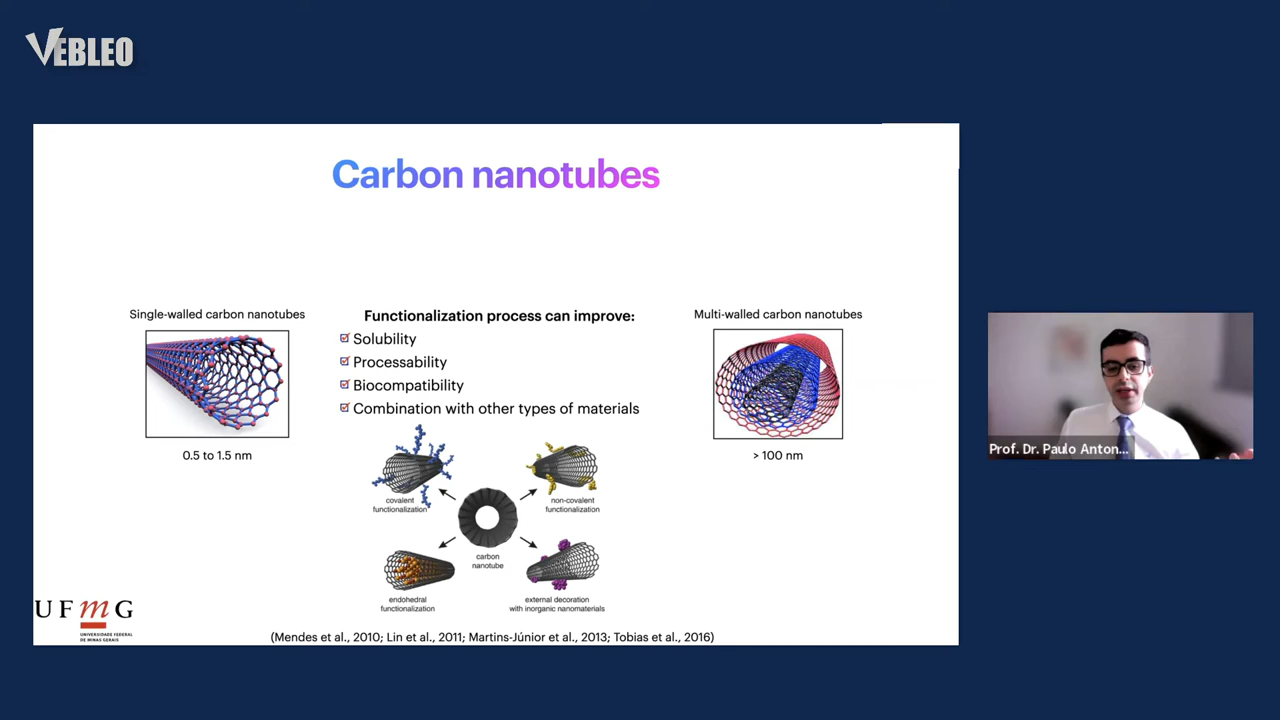 VEBLEO
Carbon nanotubes
Single-walled carbon nanotubes
0.5 to 1.5 nm
Functionalization process can improve:
Solubility
Processability
Biocompatibility
Combination with other types of materials
Multi-walled carbon nanotubes
> 100 nm
covalent
functionalization
non-covalent
functionalization
carbon
nanotube
endohedral
functionalization
external decoration
with inorganic nanomaterials
UFmG
UNIVERSIDADE FEDERAL
DE MINAS GERAIS
(Mendes et al., 2010; Lin et al., 2011; Martins-Júnior et al., 2013; Tobias et al., 2016)
Prof. Dr. Paulo Anton...